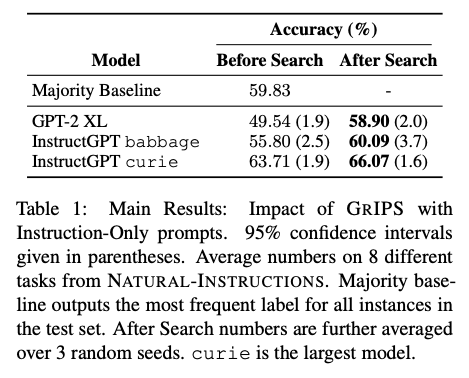 Accuracy (%)
Model Before Search After Search
Majority Baseline 59.83 -
GPT-2 XL 49.54 (1.9) 58.90 (2.0)
InstructGPT babbage 55.80 (2.5) 60.09 (3.7)
InstructGPT curie 63.71 (1.9) 66.07 (1.6)
Table 1: Main Results: Impact of GRIPS with
Instruction-Only prompts. 95% confidence intervals
given in parentheses. Average numbers on 8 different
tasks from NATURAL-INSTRUCTIONS. Majority base-
line outputs the most frequent label for all instances in
the test set. After Search numbers are further averaged
over 3 random seeds. curie is the largest model.